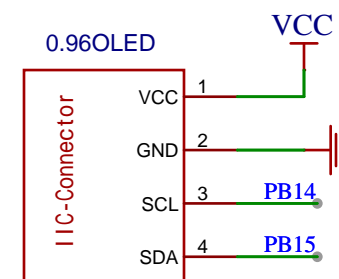 VCC
0.96OLED
IIC-Connector
VCC 1
GND 2
SCL 3 PB14
SDA 4 PB15